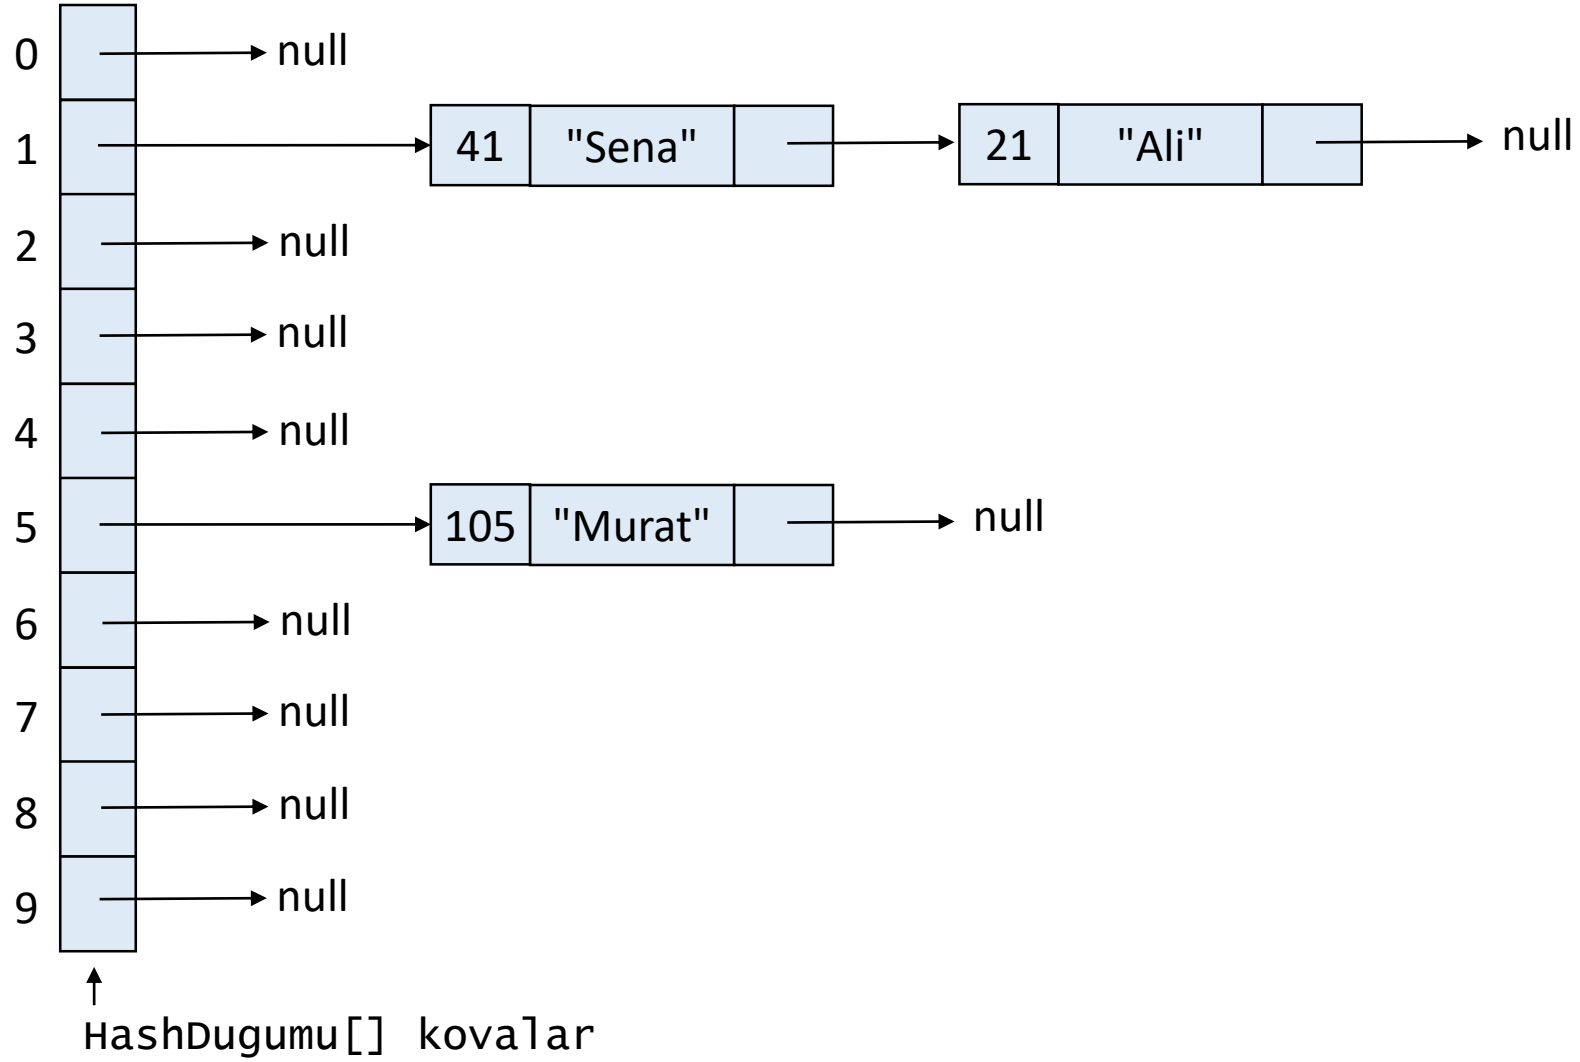 0 null
1 41 "Sena" 21 "Ali" null
2 null
3 null
4 null
5 105 "Murat" null
6 null
7 null
8 null
9 null
HashDugumu[] kovalar